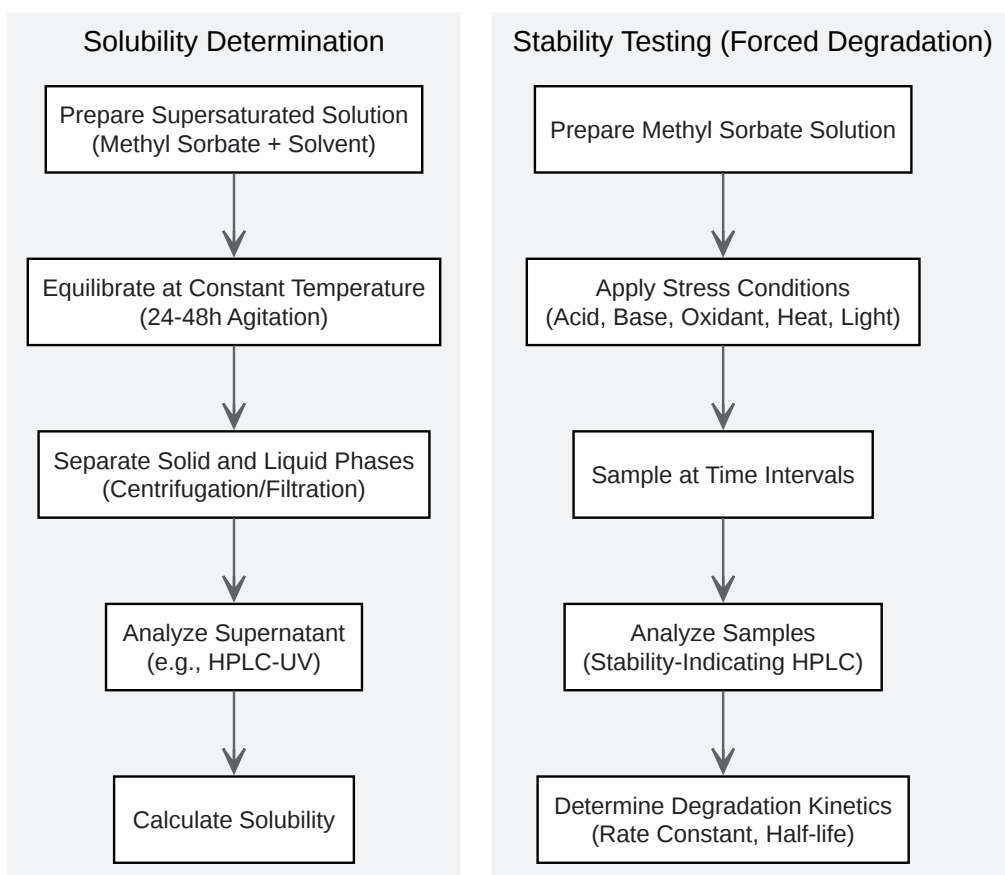 Solubility Determination
Prepare Supersaturated Solution
(Methyl Sorbate + Solvent)
Equilibrate at Constant Temperature
(24-48h Agitation)
Separate Solid and Liquid Phases
(Centrifugation/Filtration)
Analyze Supernatant
(e.g., HPLC-UV)
Calculate Solubility
Stability Testing (Forced Degradation)
Prepare Methyl Sorbate Solution
Apply Stress Conditions
(Acid, Base, Oxidant, Heat, Light)
Sample at Time Intervals
Analyze Samples
(Stability-Indicating HPLC)
Determine Degradation Kinetics
(Rate Constant, Half-life)